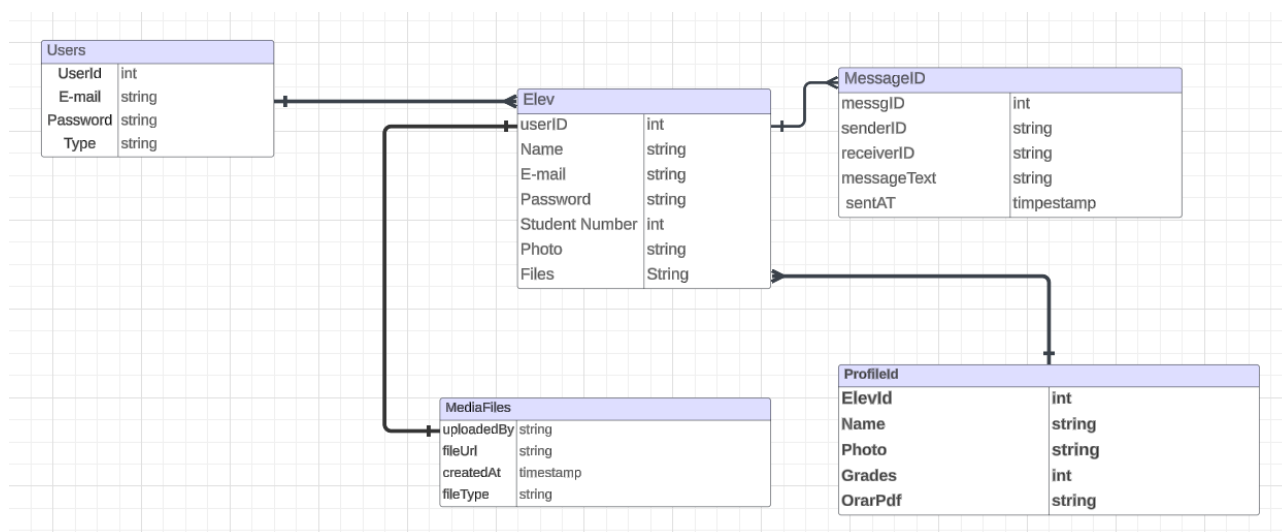 Users
UserId int
E-mail string
Password string
Type string
Elev
userID int
Name string
E-mail string
Password string
Student Number int
Photo string
Files String
MessageID
messgID int
senderID string
receiverID string
messageText string
sentAT timpestamp
MediaFiles
uploadedBy string
fileUrl string
createdAt timestamp
fileType string
ProfileId
ElevId int
Name string
Photo string
Grades int
OrarPdf string